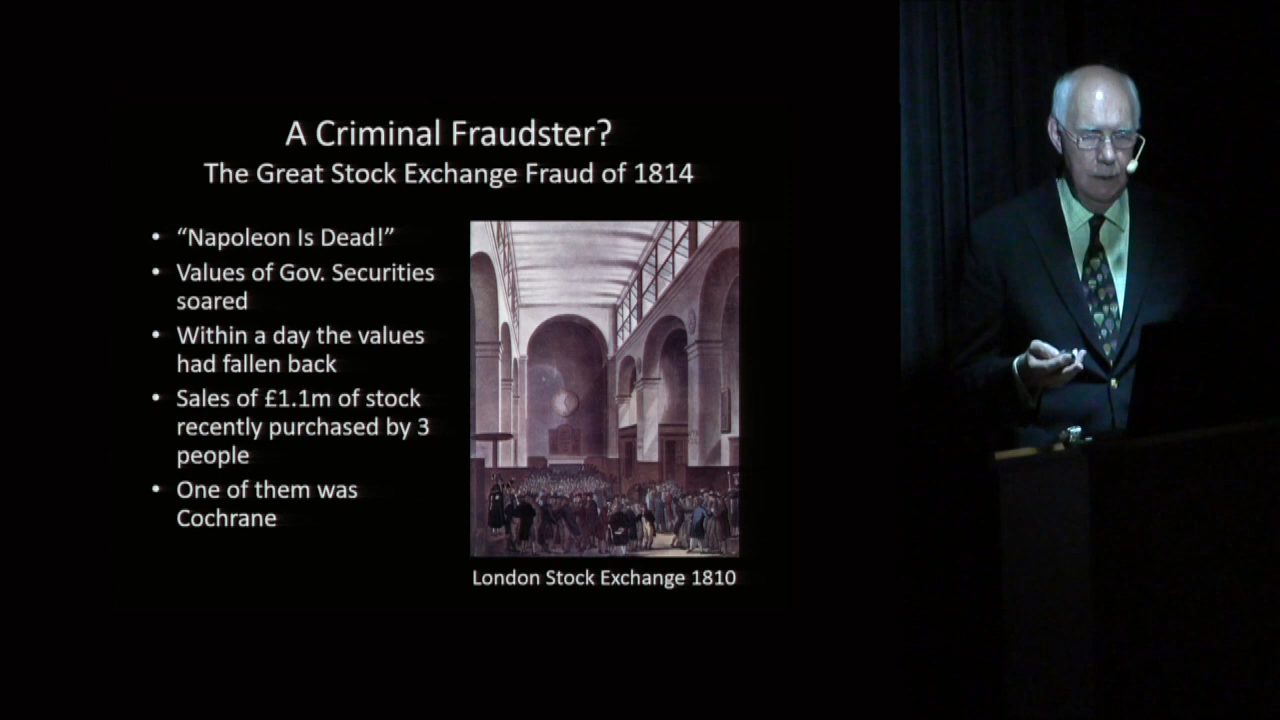 A Criminal Fraudster?
The Great Stock Exchange Fraud of 1814
• “Napoleon Is Dead!”
• Values of Gov. Securities
soared
• Within a day the values
had fallen back
• Sales of £1.1m of stock
recently purchased by 3
people
• One of them was
Cochrane
London Stock Exchange 1810